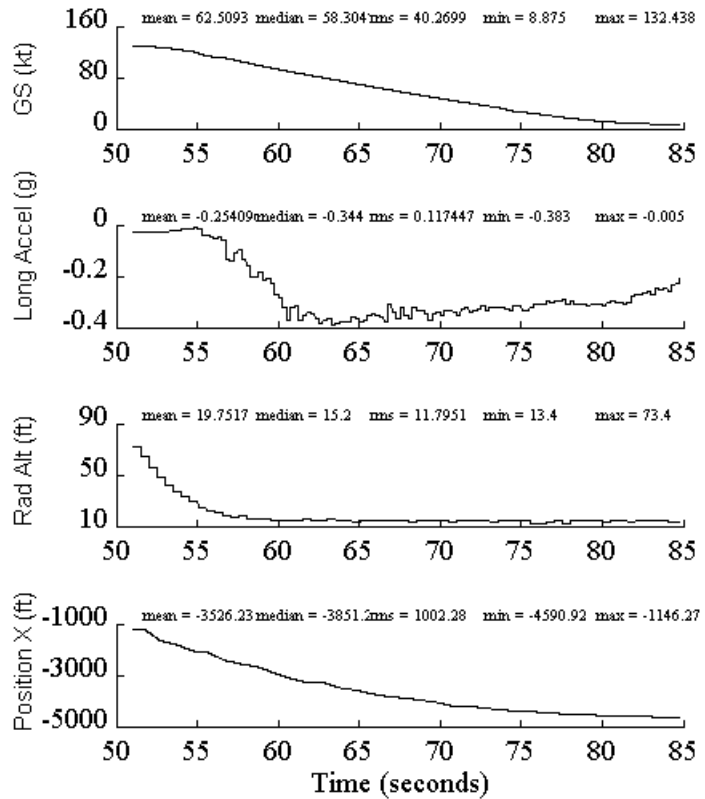 mean = 62.5093 median = 58.304 rms = 40.2699 min = 8.875 max = 132.438
160
80
0
GS (kt)
50 55 60 65 70 75 80 85
mean = -0.25409 median = -0.344 rms = 0.117447 min = -0.383 max = -0.005
0
-0.2
-0.4
Long Accel (g)
50 55 60 65 70 75 80 85
mean = 19.7517 median = 15.2 rms = 11.7951 min = 13.4 max = 73.4
90
50
10
Rad Alt (ft)
50 55 60 65 70 75 80 85
mean = -3526.23 median = -3851.2 rms = 1002.28 min = -4590.92 max = -1146.27
-1000
-3000
-5000
Position X (ft)
50 55 60 65 70 75 80 85
Time (seconds)